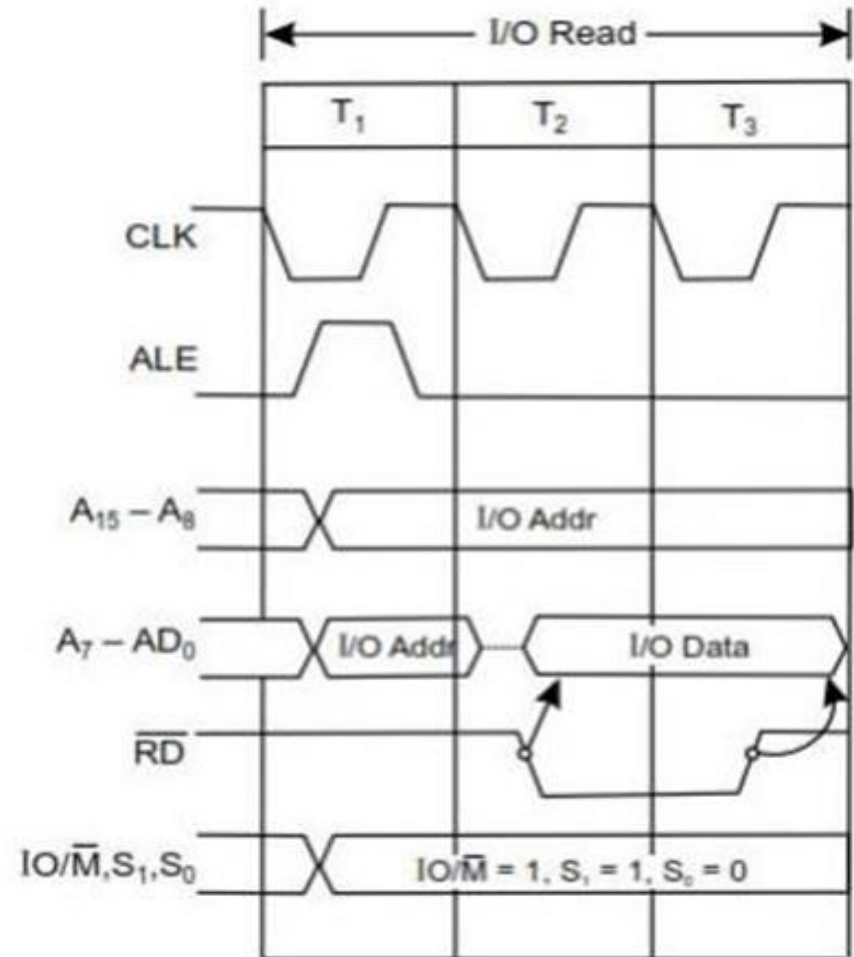 I/O Read
T₁ T₂ T₃
CLK
ALE
A₁₅ – A₈ I/O Addr
A₇ – AD₀ I/O Addr I/O Data
R̅D̅
IO/M̅,S₁,S₀ IO/M̅ = 1, S₁ = 1, S₀ = 0